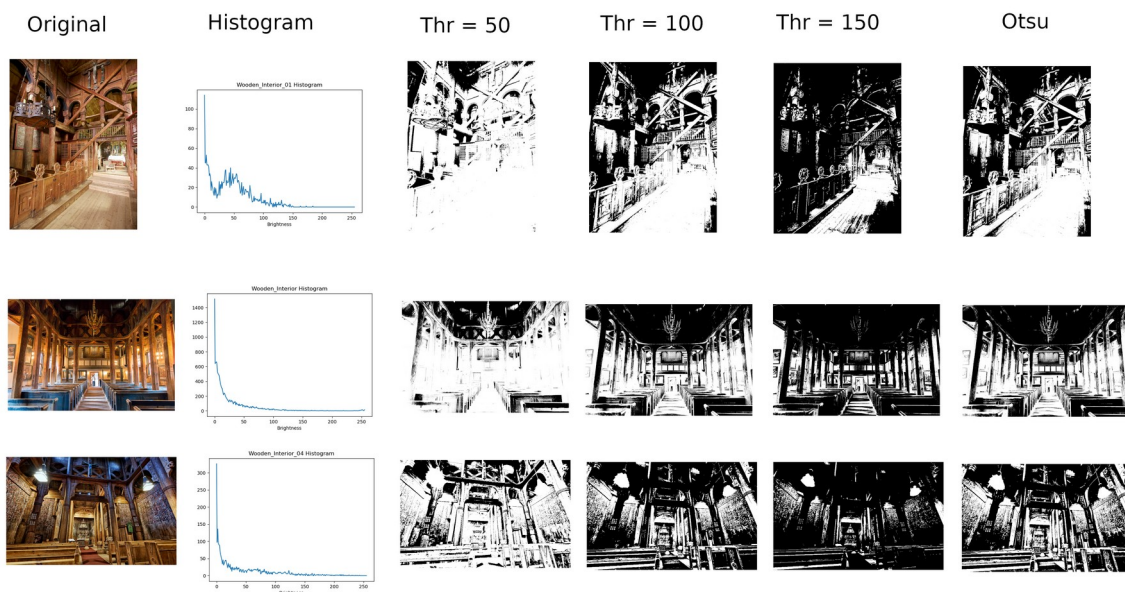 Original Histogram Thr = 50 Thr = 100 Thr = 150 Otsu
Wooden_Interior_01 Histogram
100
80
60
40
20
0
0 50 100 150 200 250
Brightness
Wooden_Interior Histogram
1400
1200
1000
800
600
400
200
0
0 50 100 150 200 250
Brightness
Wooden_Interior_04 Histogram
300
250
200
150
100
50
0
0 50 100 150 200 250